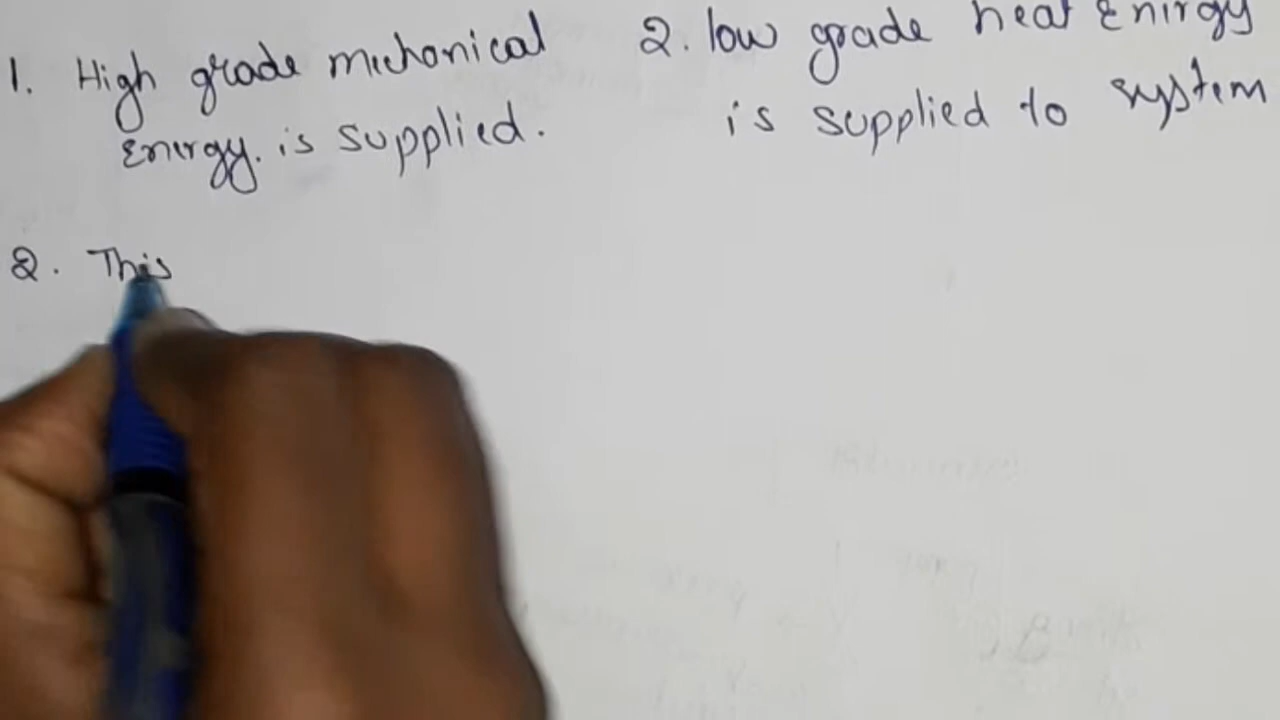 1. High grade mechanical
Energy. is supplied.
2. low grade heat Energy
is supplied to system
2. This